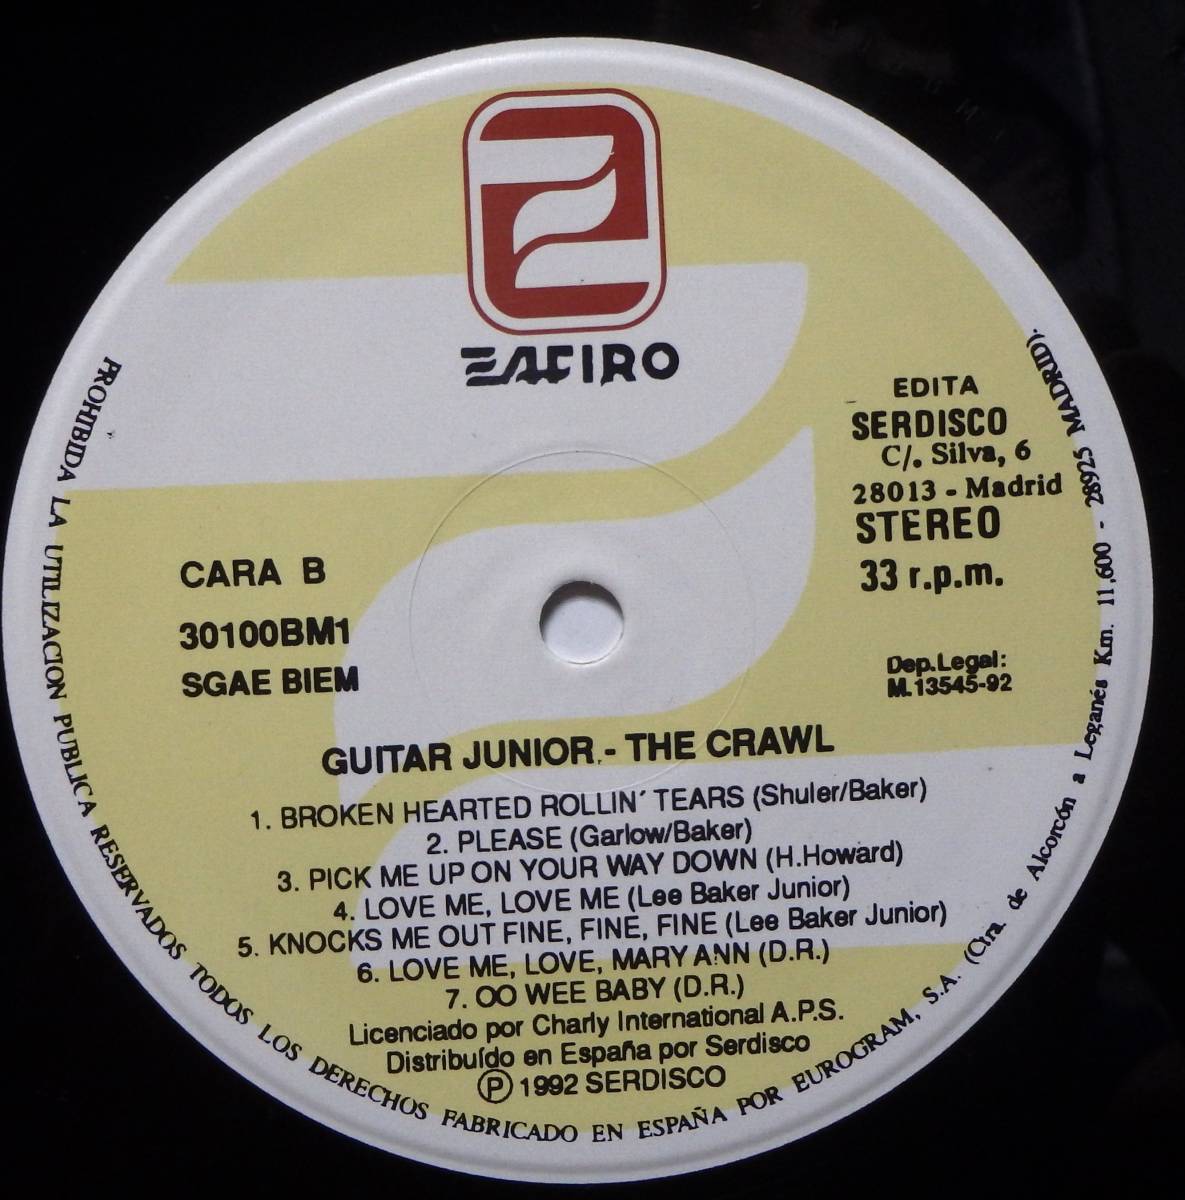 ZAFIRO
EDITA
SERDISCO
C/. Silva, 6
28013 - Madrid
STEREO
33 r.p.m.
CARA B
30100BM1
SGAE BIEM
Dep.Legal:
M.13545-92
GUITAR JUNIOR.- THE CRAWL
1. BROKEN HEARTED ROLLIN' TEARS (Shuler/Baker)
2. PLEASE (Garlow/Baker)
3. PICK ME UP ON YOUR WAY DOWN (H.Howard)
4. LOVE ME, LOVE ME (Lee Baker Junior)
5. KNOCKS ME OUT FINE, FINE, FINE (Lee Baker Junior)
6. LOVE ME, LOVE, MARY ANN (D.R.)
7. OO WEE BABY (D.R.)
Licenciado por Charly International A.P.S.
Distribuído en España por Serdisco
Ⓟ 1992 SERDISCO
PROHIBIDA LA UTILIZACION PUBLICA RESERVADOS TODOS LOS DERECHOS FABRICADO EN ESPAÑA POR EUROGRAM, S.A. (Ctra. de Alcorcón a Leganés Km. 11,600 - 28925 MADRID).